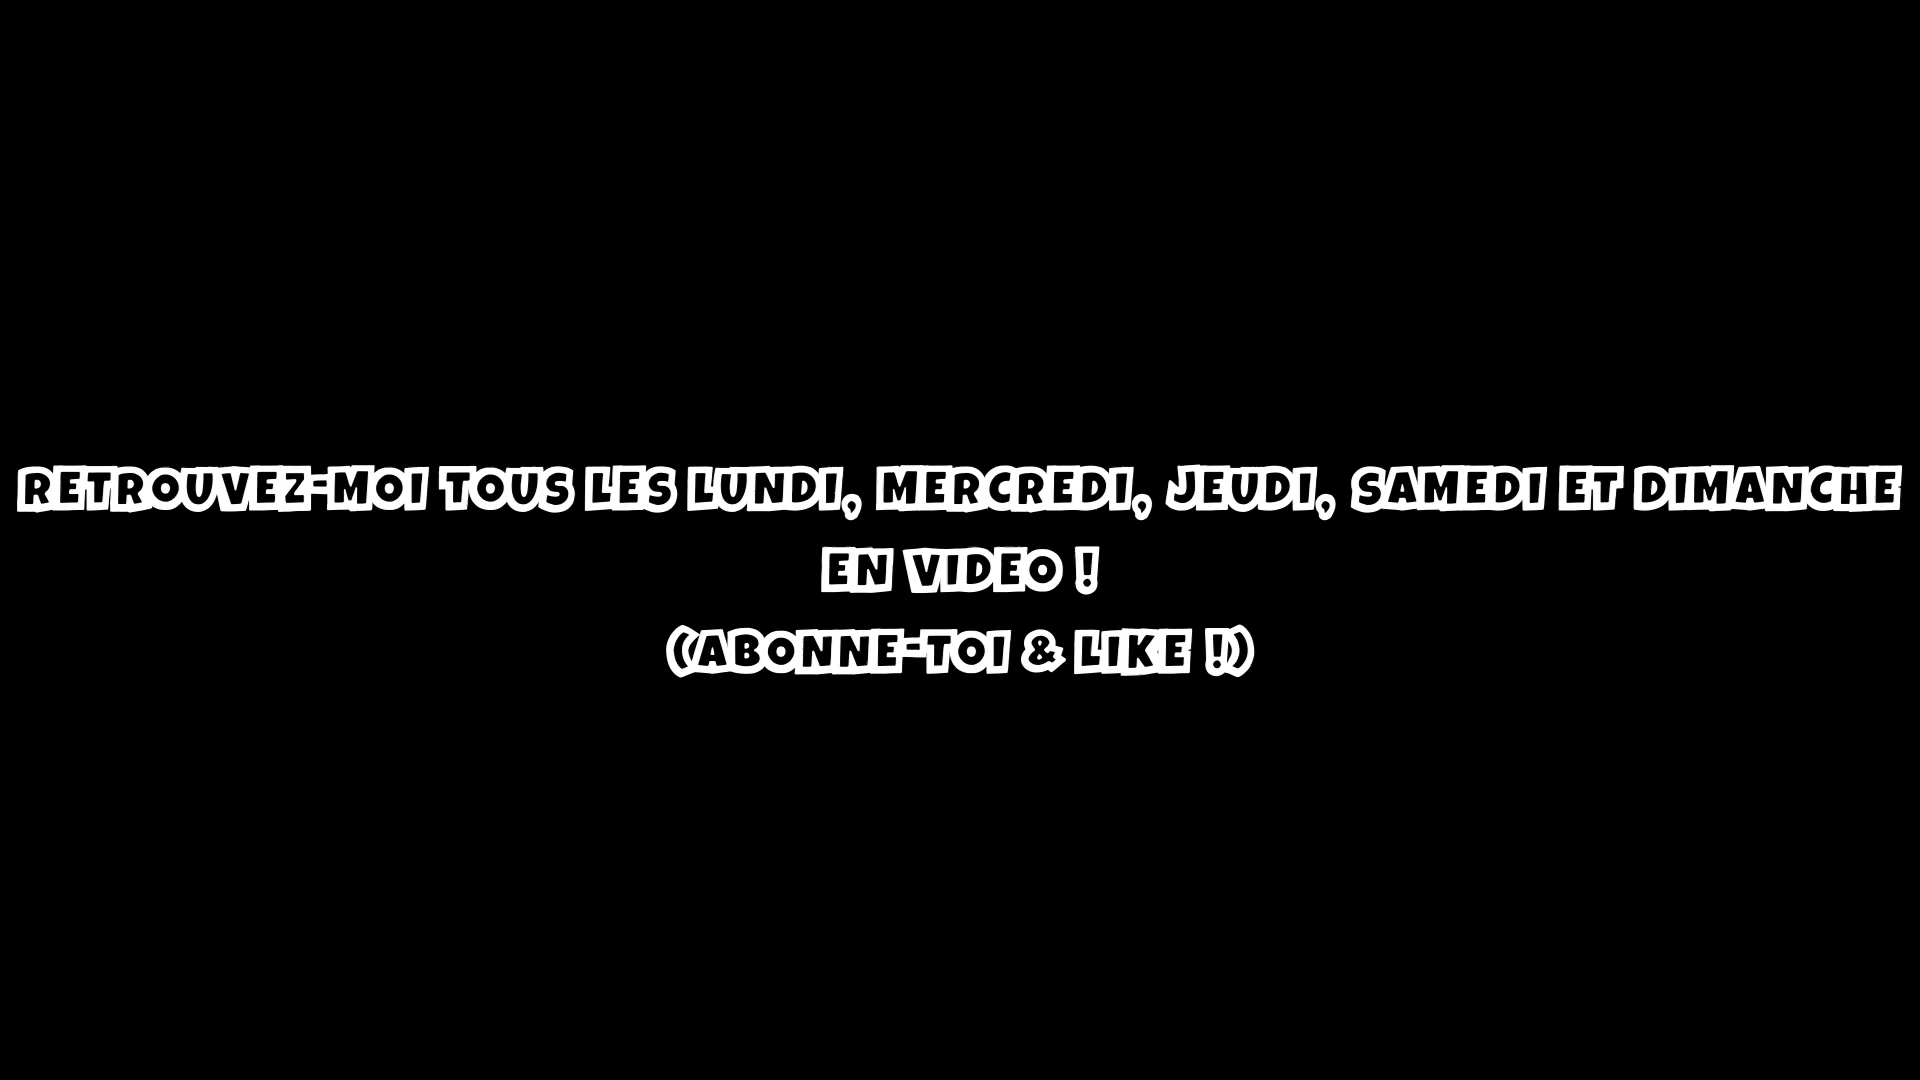 RETROUVEZ-MOI TOUS LES LUNDI, MERCREDI, JEUDI, SAMEDI ET DIMANCHE
EN VIDEO !
(ABONNE-TOI & LIKE !)